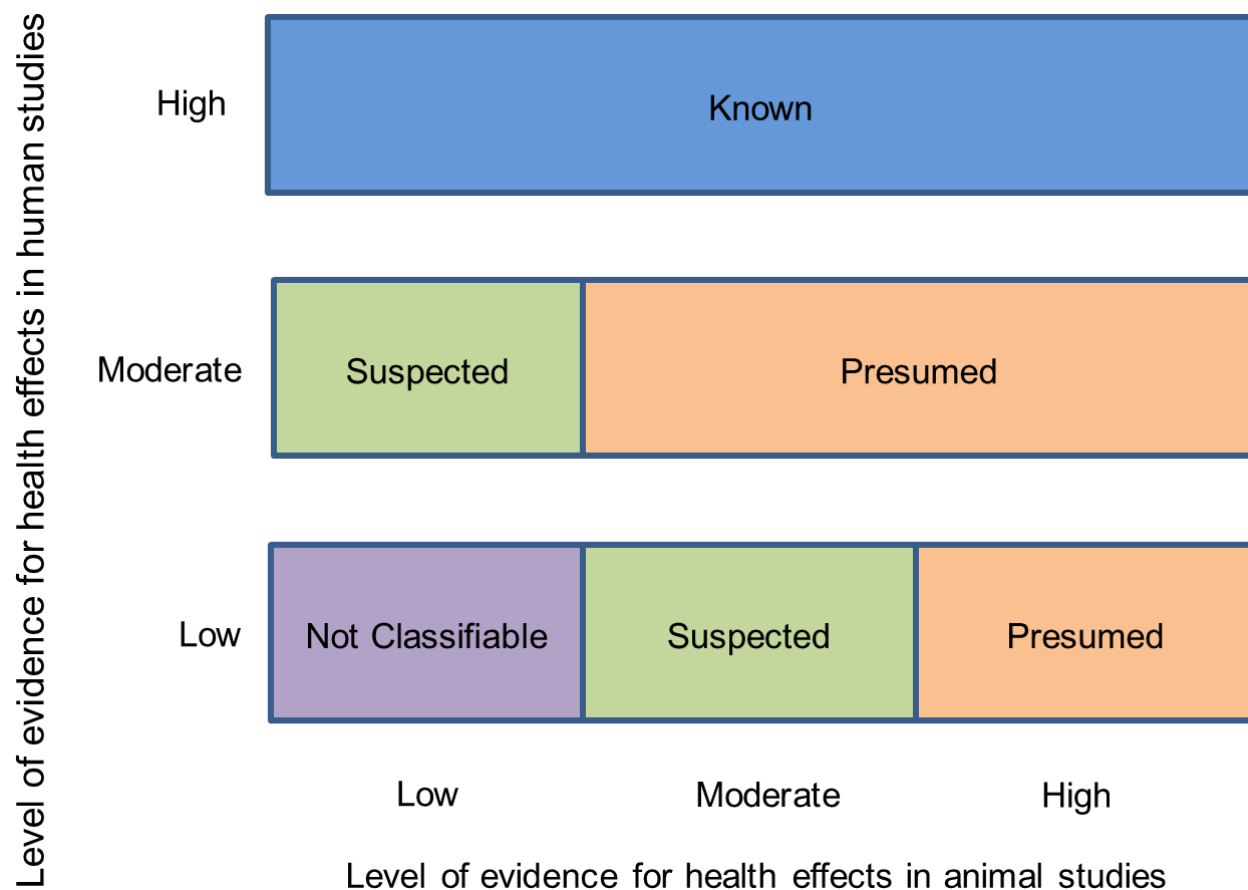 Level of evidence for health effects in human studies
High
Known
Moderate
Suspected
Presumed
Low
Not Classifiable
Suspected
Presumed
Low
Moderate
High
Level of evidence for health effects in animal studies